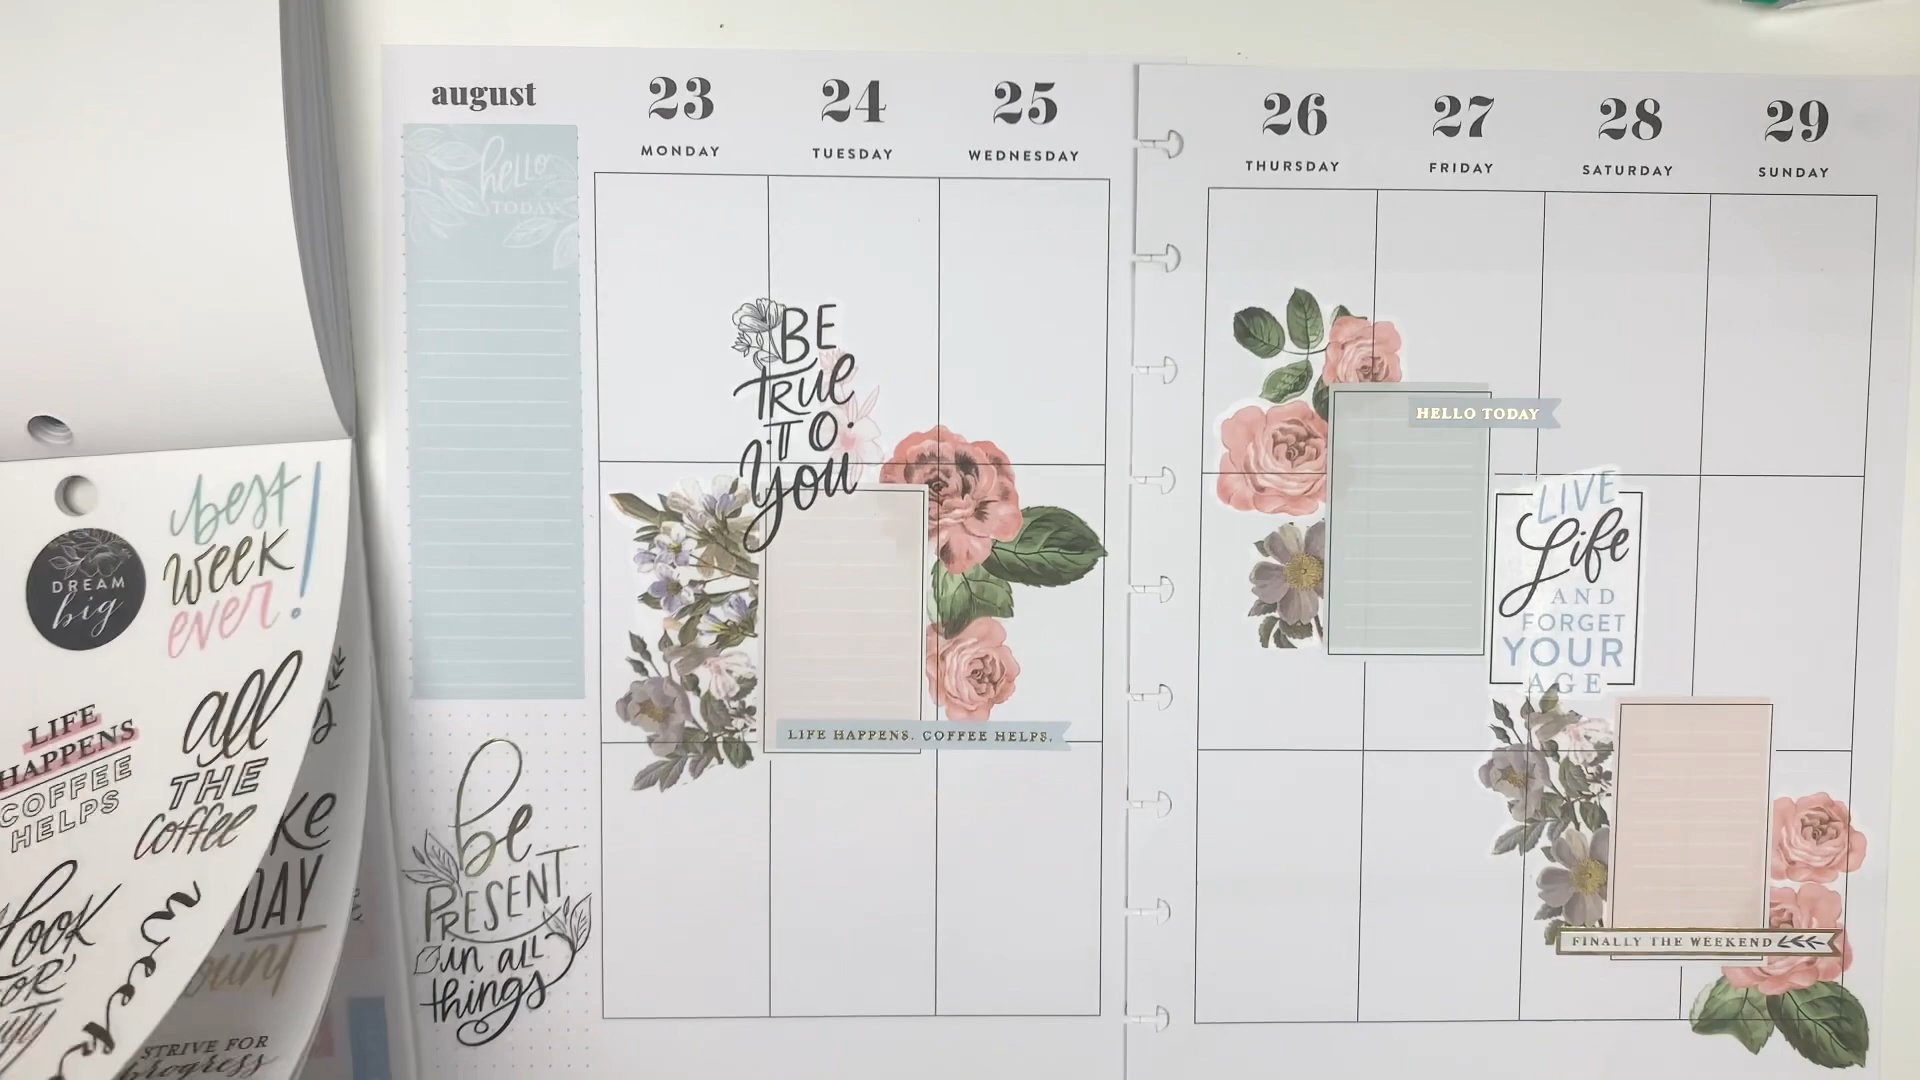 august
hello
TODAY
23
MONDAY
24
TUESDAY
25
WEDNESDAY
26
THURSDAY
27
FRIDAY
28
SATURDAY
29
SUNDAY
BE
TRUE
TO
You
LIFE HAPPENS. COFFEE HELPS.
be
PRESENT
in all
things
HELLO TODAY
LIVE
Life
AND
FORGET
YOUR
AGE
FINALLY THE WEEKEND
DREAM
big
best
week
ever!
LIFE
HAPPENS
COFFEE
HELPS
all
THE
coffee
look
DAY
STRIVE FOR
progress